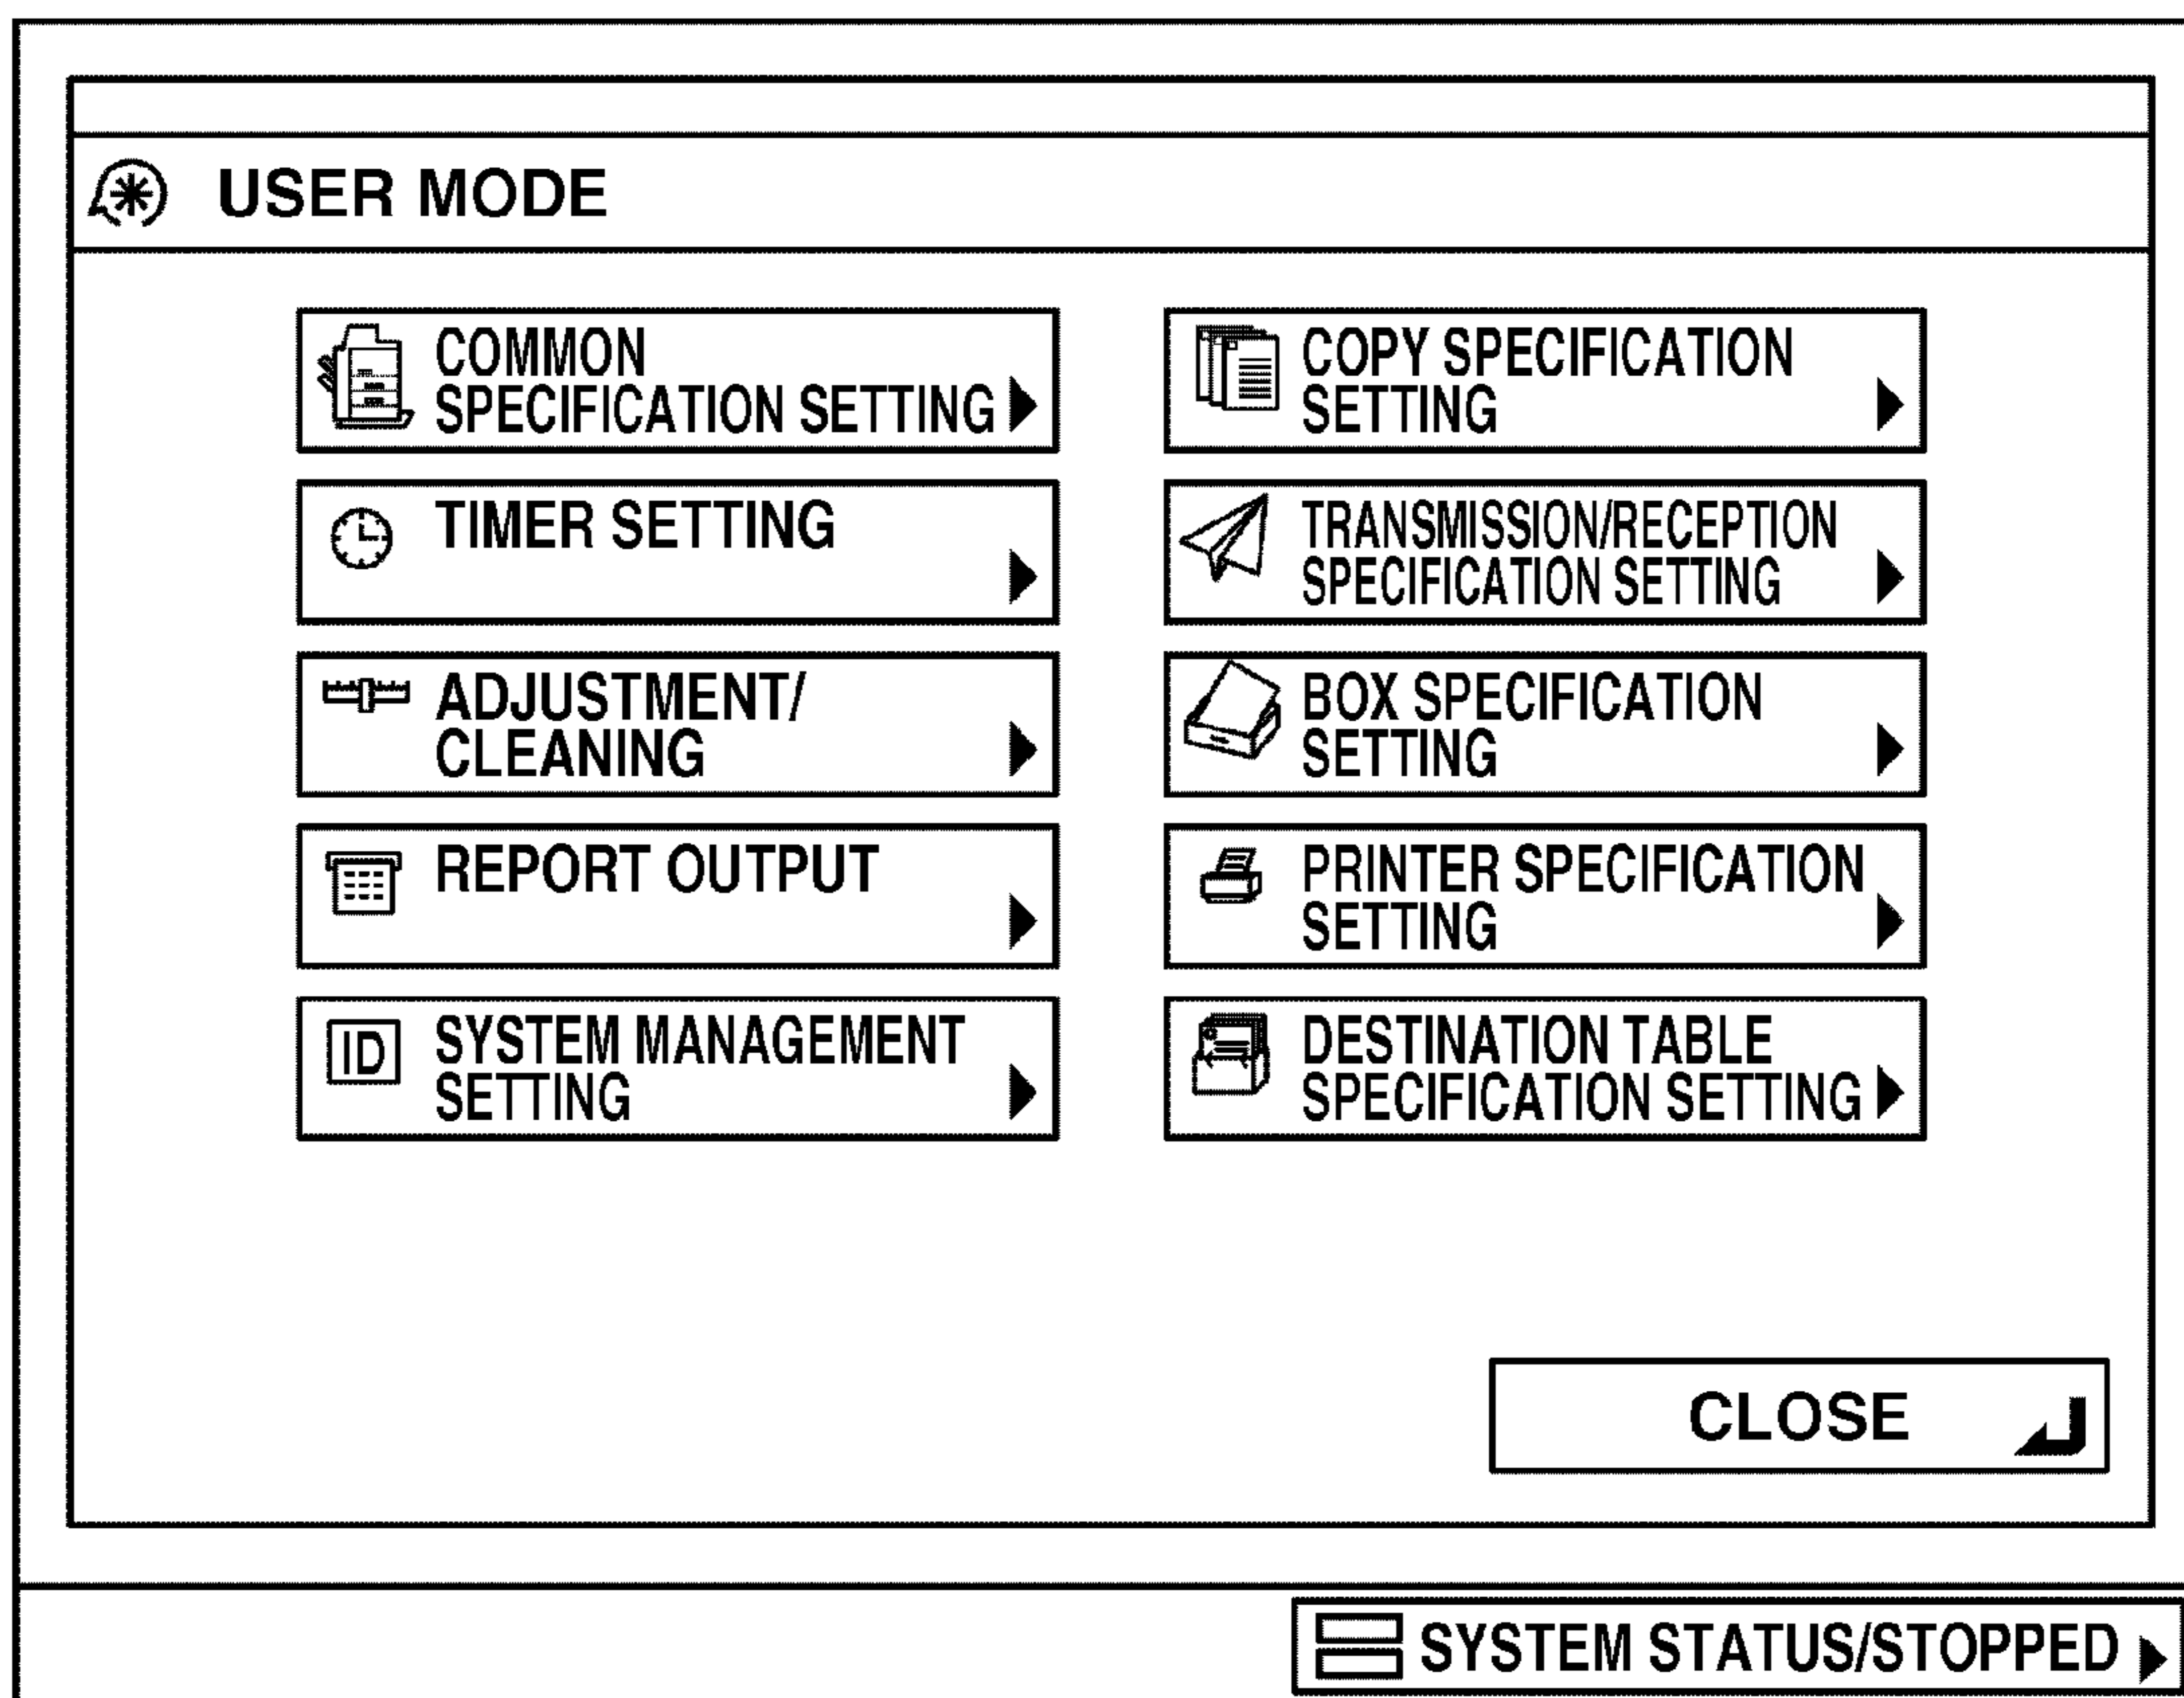 USER MODE
COMMON
SPECIFICATION SETTING
COPY SPECIFICATION
SETTING
TIMER SETTING
TRANSMISSION/RECEPTION
SPECIFICATION SETTING
ADJUSTMENT/
CLEANING
BOX SPECIFICATION
SETTING
REPORT OUTPUT
PRINTER SPECIFICATION
SETTING
ID
SYSTEM MANAGEMENT
SETTING
DESTINATION TABLE
SPECIFICATION SETTING
CLOSE
SYSTEM STATUS/STOPPED